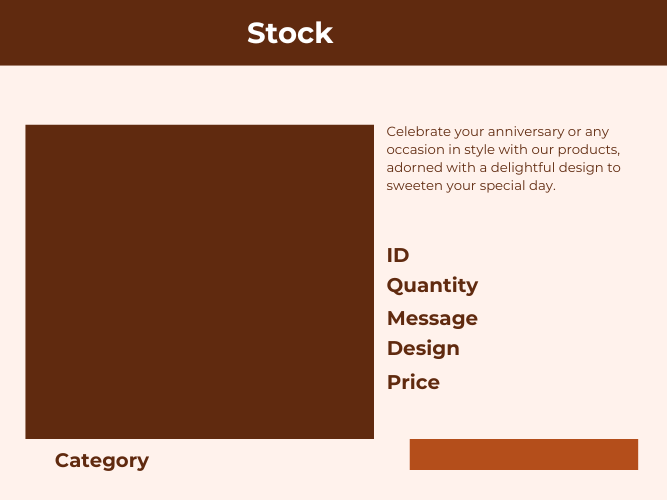 Stock
Celebrate your anniversary or any
occasion in style with our products,
adorned with a delightful design to
sweeten your special day.
ID
Quantity
Message
Design
Price
Category